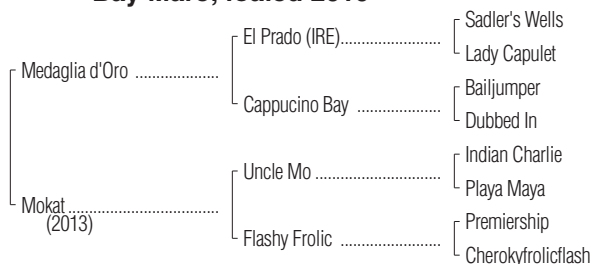 Bay Mare; foaled
Sadler's Wells
El Prado (IRE)......................
Lady Capulet
Medaglia d'Oro ...................
Bailjumper
Cappucino Bay ..................
Dubbed In
Indian Charlie
Uncle Mo ............................
Playa Maya
Mokat..................................
(2013)
Premiership
Flashy Frolic ......................
Cherokyfrolicflash